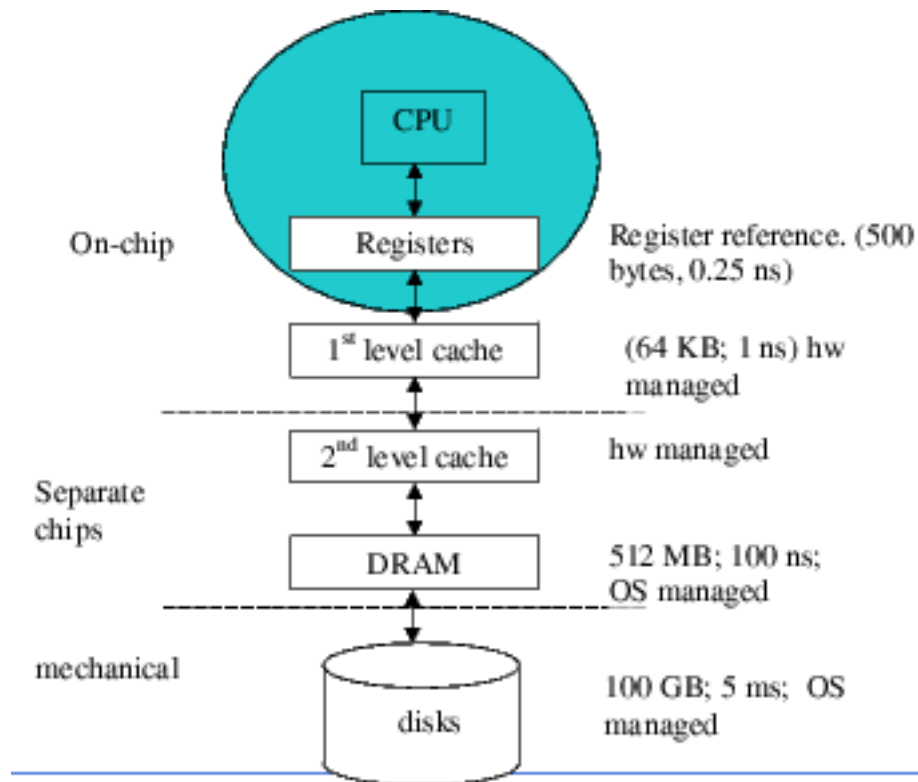 CPU
On-chip
Registers
Register reference. (500
bytes, 0.25 ns)
1st level cache
(64 KB; 1 ns) hw
managed
2nd level cache
hw managed
Separate
chips
DRAM
512 MB; 100 ns;
OS managed
mechanical
disks
100 GB; 5 ms; OS
managed